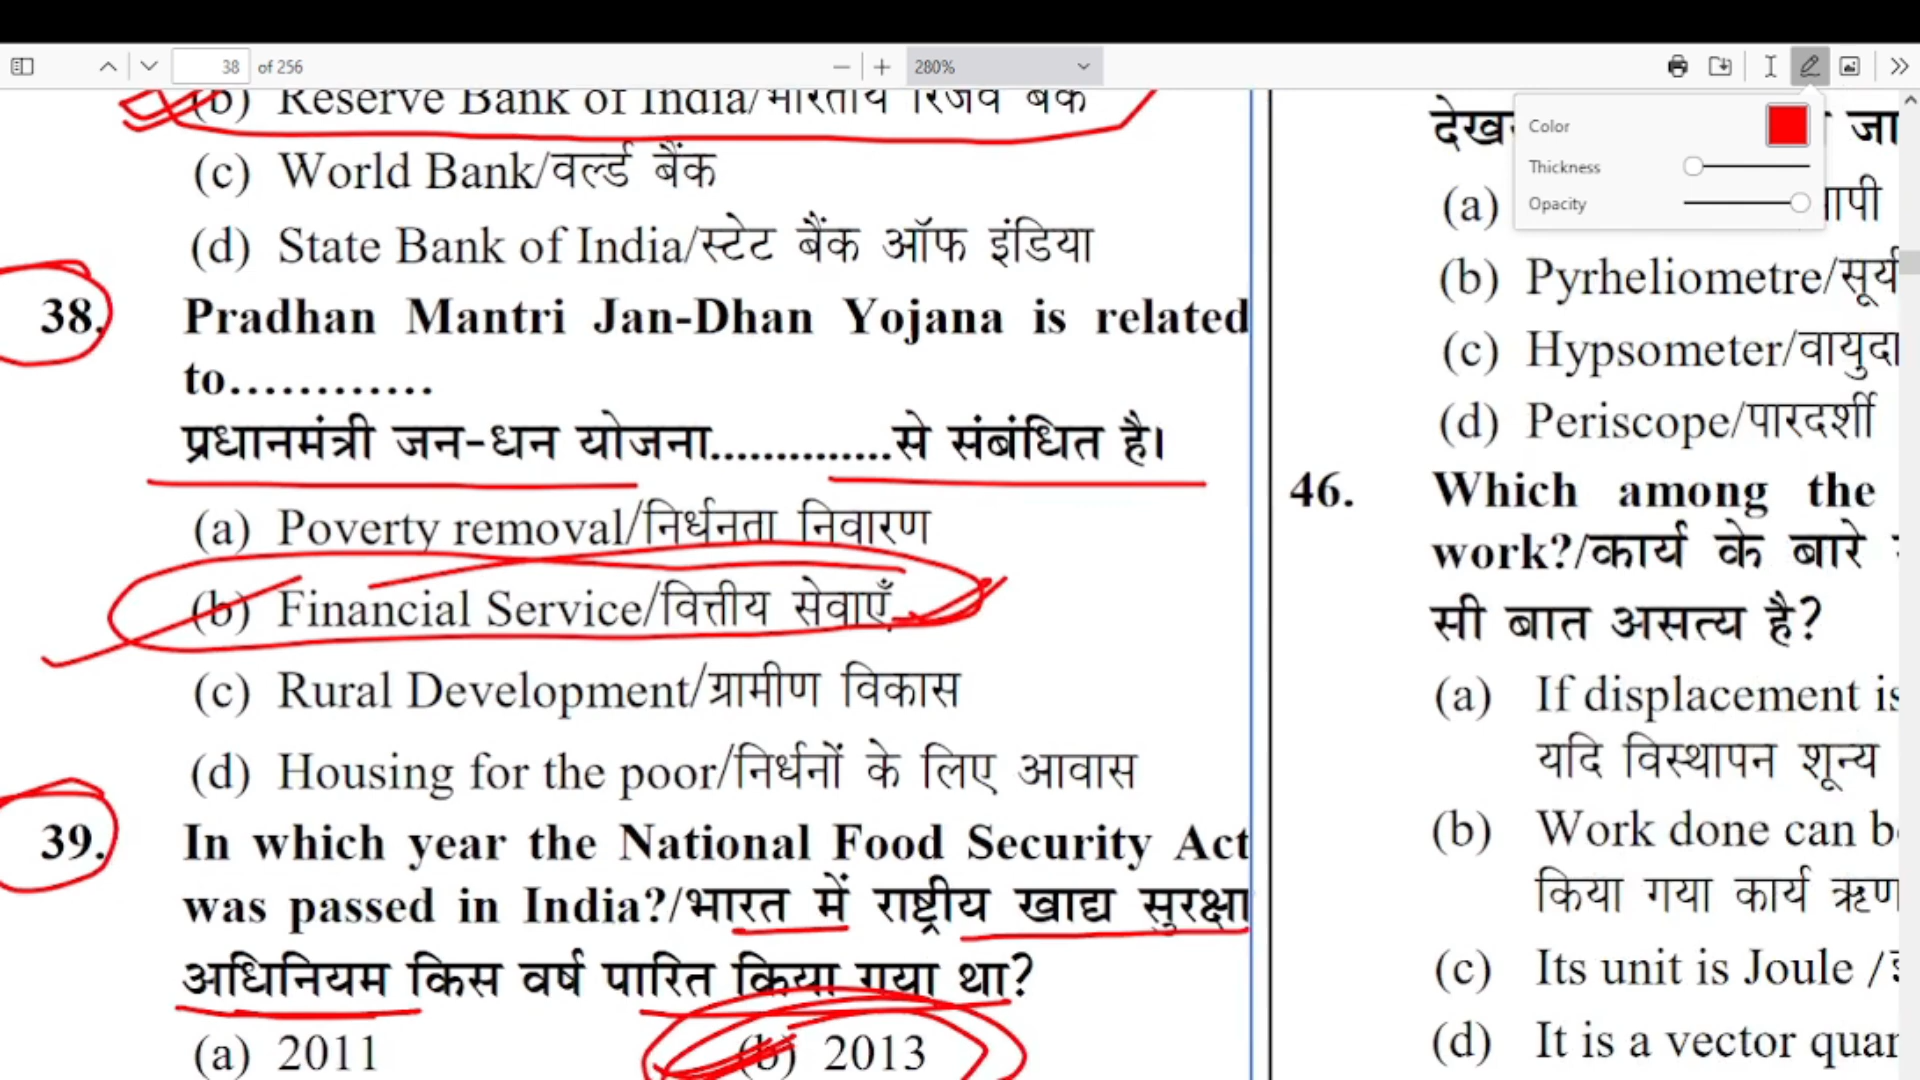 38 of 256
280%
(b) Reserve Bank of India/भारतीय रिजर्व बैंक
(c) World Bank/वर्ल्ड बैंक
(d) State Bank of India/स्टेट बैंक ऑफ इंडिया
38. Pradhan Mantri Jan-Dhan Yojana is related
to............
प्रधानमंत्री जन-धन योजना..............से संबंधित है।
(a) Poverty removal/निर्धनता निवारण
(b) Financial Service/वित्तीय सेवाएँ
(c) Rural Development/ग्रामीण विकास
(d) Housing for the poor/निर्धनों के लिए आवास
39. In which year the National Food Security Act
was passed in India?/भारत में राष्ट्रीय खाद्य सुरक्षा
अधिनियम किस वर्ष पारित किया गया था?
(a) 2011 (b) 2013
Color
Thickness
Opacity
देख जा
(a)
(b) Pyrheliometre/सूर्य
(c) Hypsometer/वायुदा
(d) Periscope/पारदर्शी
46. Which among the
work?/कार्य के बारे
सी बात असत्य है?
(a) If displacement is
यदि विस्थापन शून्य
(b) Work done can b
किया गया कार्य ऋण
(c) Its unit is Joule /
(d) It is a vector quan